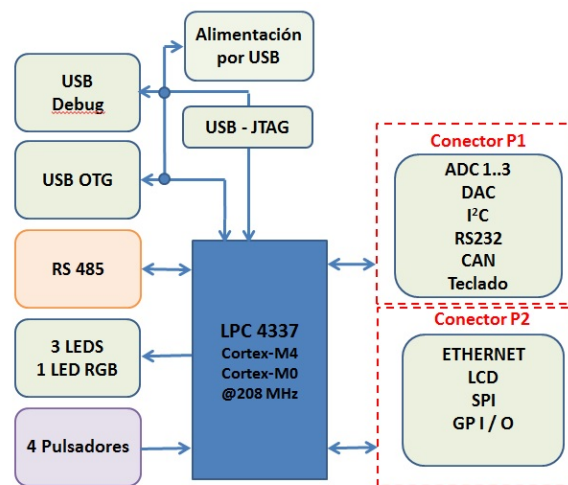 Alimentación
por USB
USB
Debug
USB - JTAG
USB OTG
RS 485
3 LEDS
1 LED RGB
4 Pulsadores
LPC 4337
Cortex-M4
Cortex-M0
@208 MHz
Conector P1
ADC 1..3
DAC
I²C
RS232
CAN
Teclado
Conector P2
ETHERNET
LCD
SPI
GP I / O